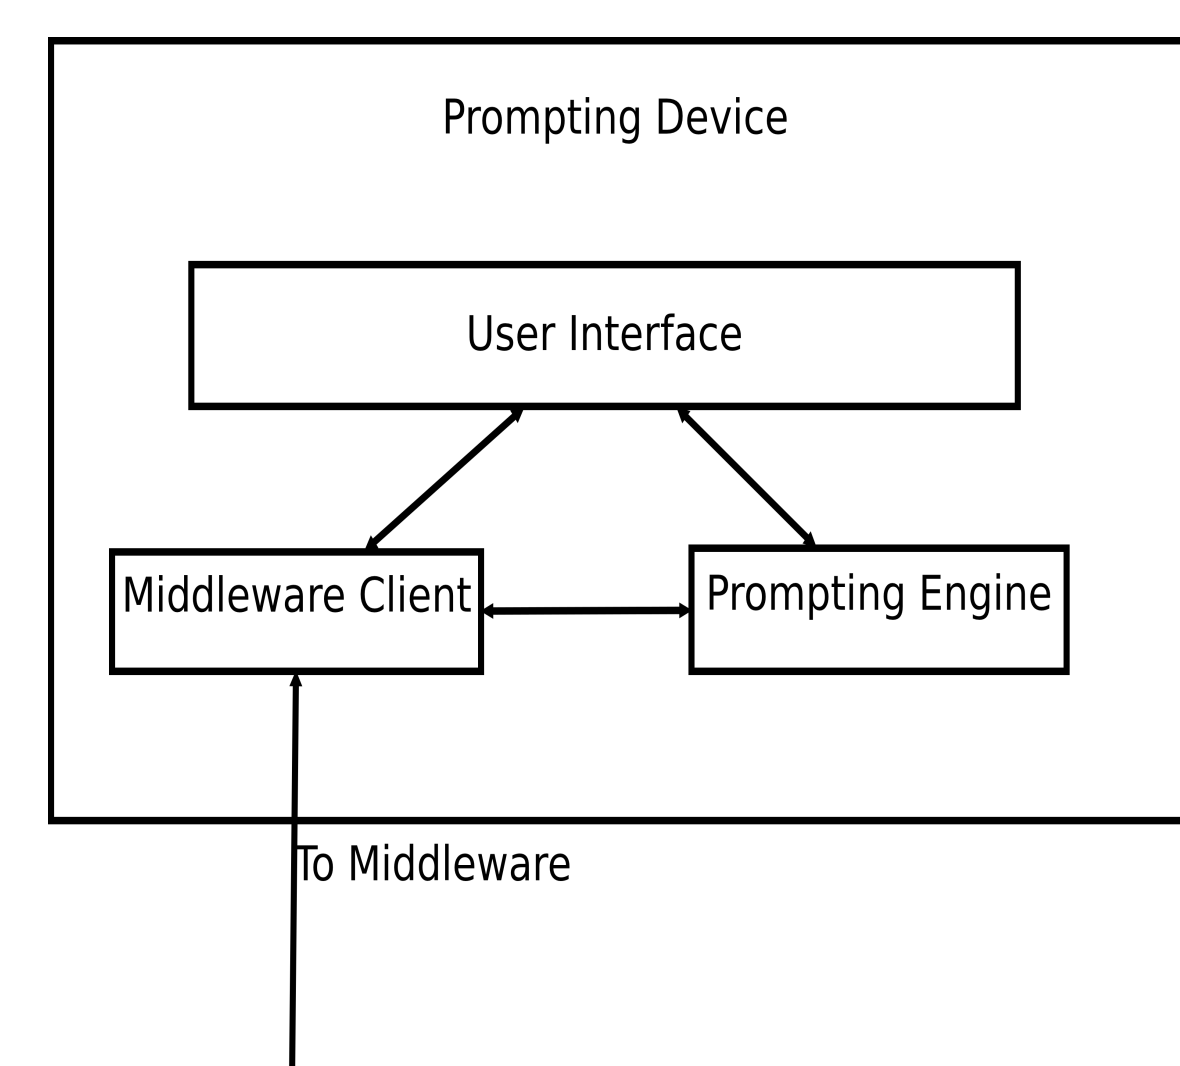 Prompting Device
User Interface
Middleware Client
Prompting Engine
To Middleware